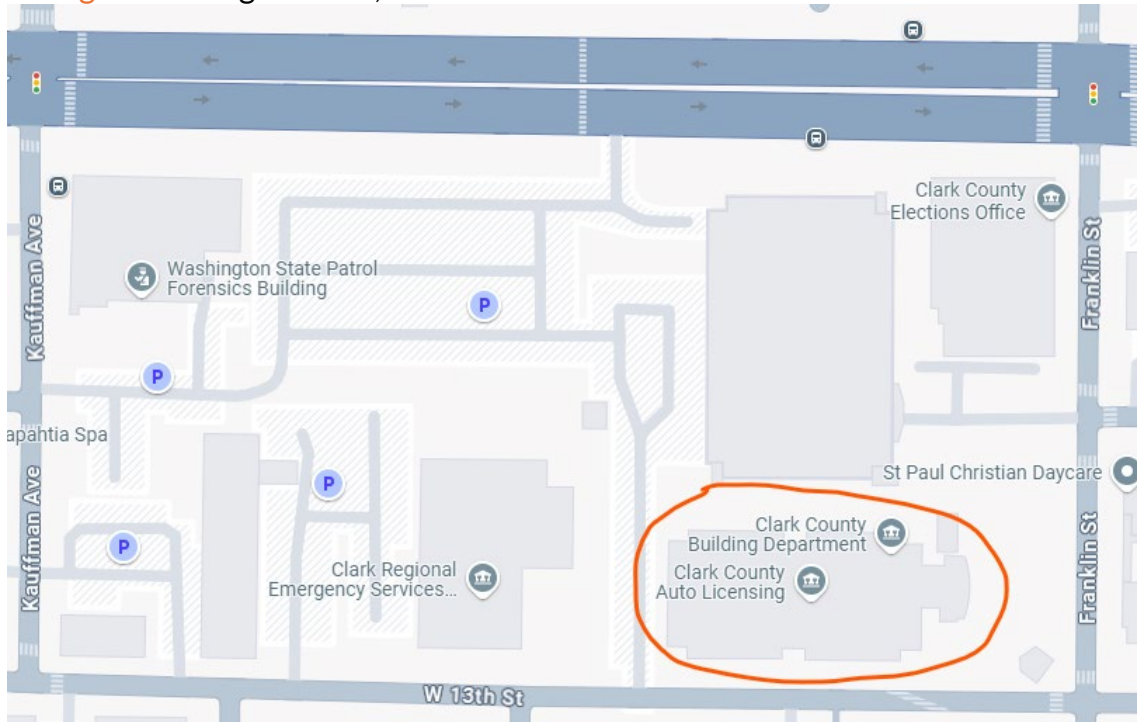 Clark County
Elections Office
Kauffman Ave
Washington State Patrol
Forensics Building
Franklin St
P
P
apahtia Spa
St Paul Christian Daycare
P
Kauffman Ave
P
Clark County
Building Department
Clark Regional
Emergency Services...
Clark County
Auto Licensing
Franklin St
W 13th St